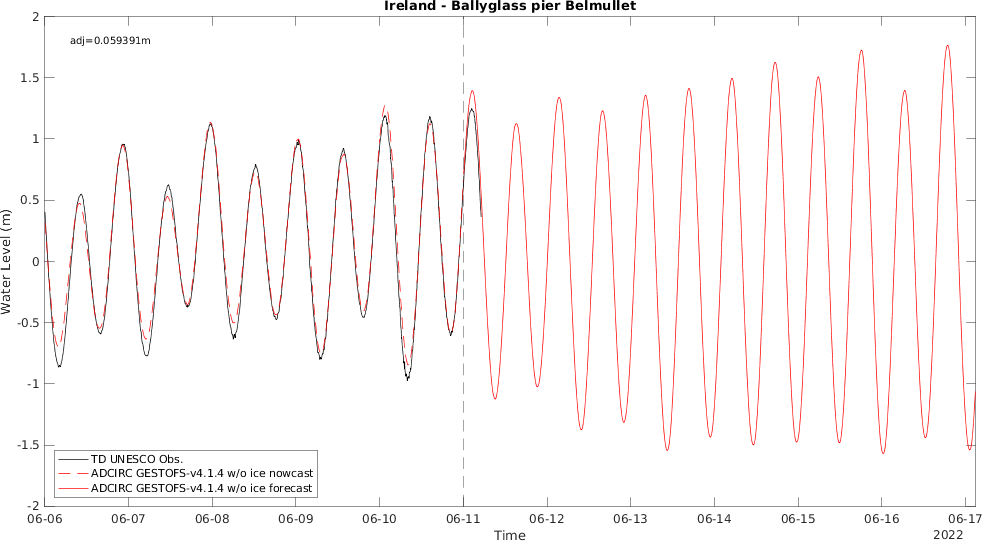 Ireland - Ballyglass pier Belmullet
adj=0.059391m
2
1.5
1
0.5
0
-0.5
-1
-1.5
-2
Water Level (m)
TD UNESCO Obs.
ADCIRC GESTOFS-v4.1.4 w/o ice nowcast
ADCIRC GESTOFS-v4.1.4 w/o ice forecast
06-06 06-07 06-08 06-09 06-10 06-11 06-12 06-13 06-14 06-15 06-16 06-17
Time
2022